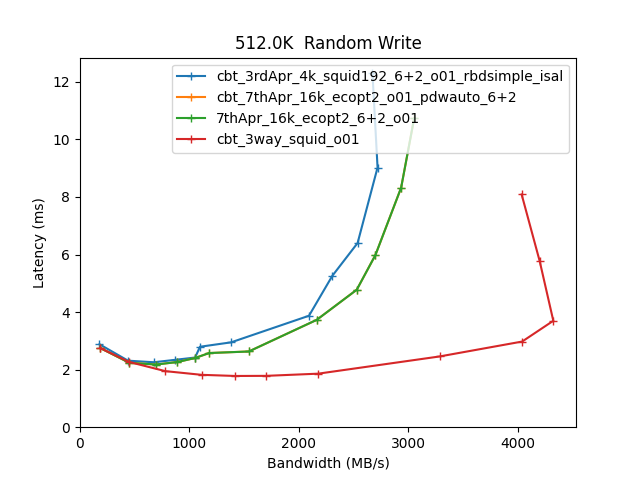 512.0K  Random Write
cbt_3rdApr_4k_squid192_6+2_o01_rbdsimple_isal
cbt_7thApr_16k_ecopt2_o01_pdwauto_6+2
7thApr_16k_ecopt2_6+2_o01
cbt_3way_squid_o01
Latency (ms)
12
10
8
6
4
2
0
0 1000 2000 3000 4000
Bandwidth (MB/s)